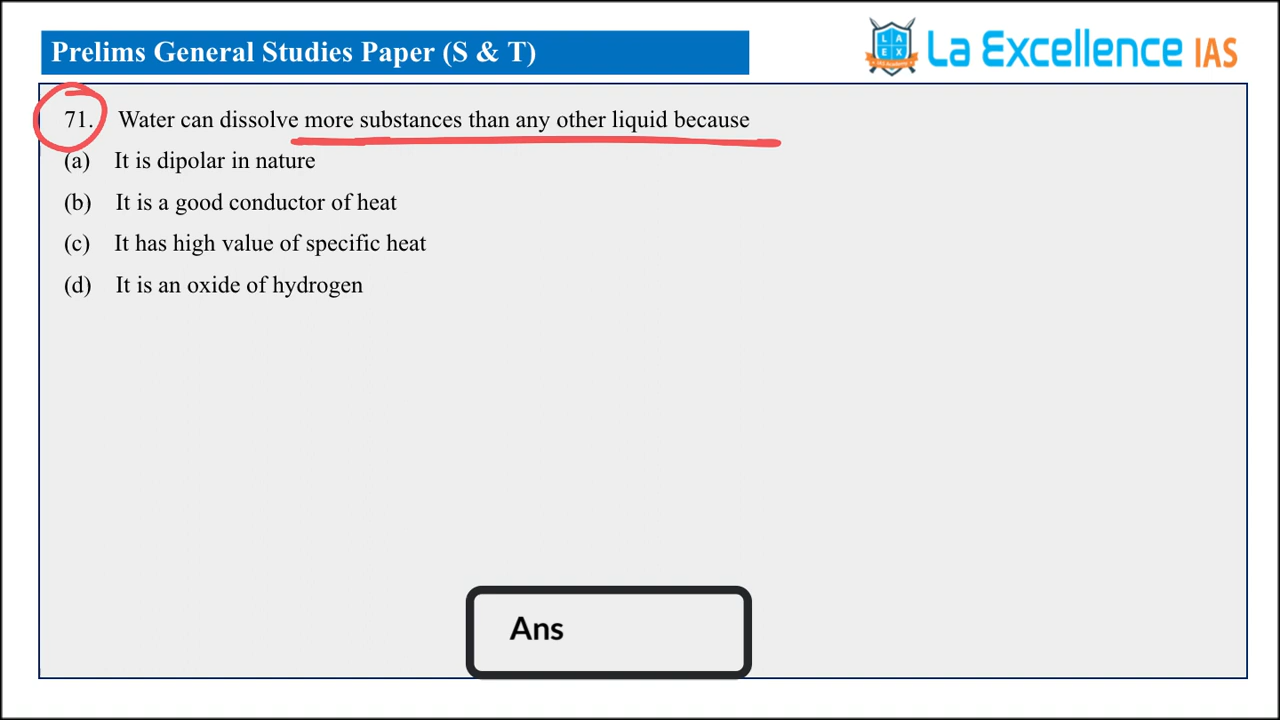 Prelims General Studies Paper (S & T)
L A
E X
La Excellence IAS
71. Water can dissolve more substances than any other liquid because
(a) It is dipolar in nature
(b) It is a good conductor of heat
(c) It has high value of specific heat
(d) It is an oxide of hydrogen
Ans